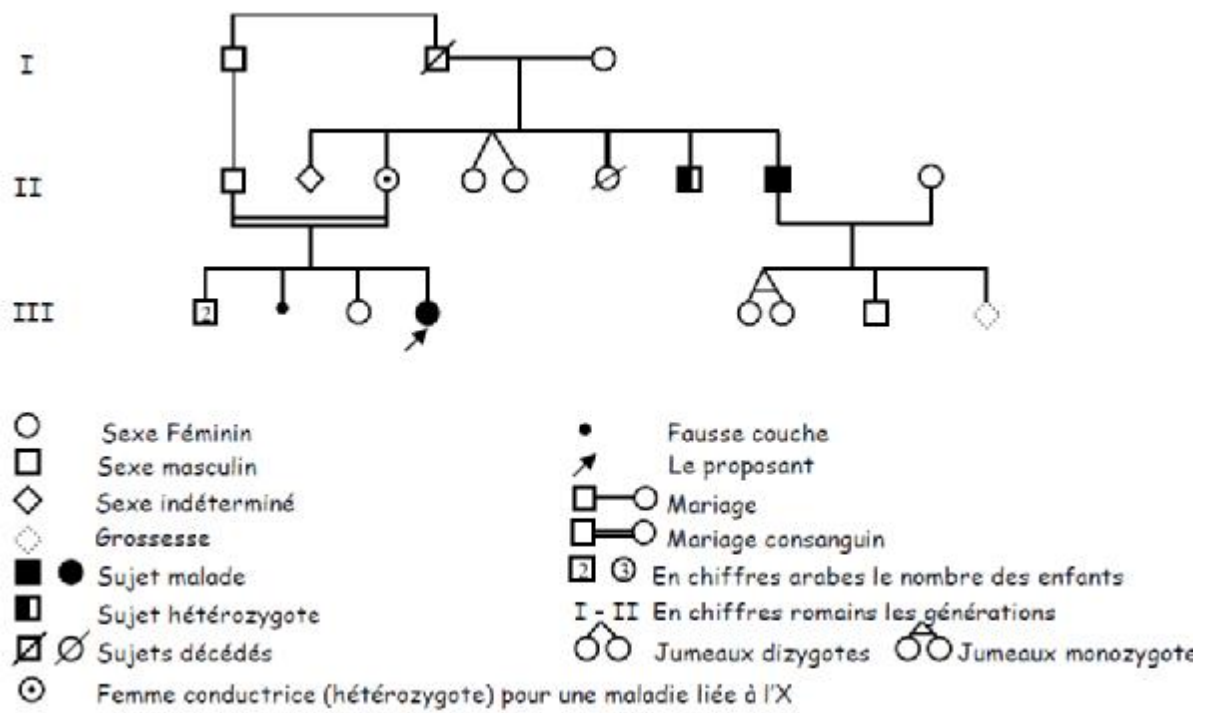 I
II
III
2
Sexe Féminin
Sexe masculin
Sexe indéterminé
Grossesse
Sujet malade
Sujet hétérozygote
Sujets décédés
Femme conductrice (hétérozygote) pour une maladie liée à l'X
Fausse couche
Le proposant
Mariage
Mariage consanguin
2 3 En chiffres arabes le nombre des enfants
I - II En chiffres romains les générations
Jumeaux dizygotes Jumeaux monozygote